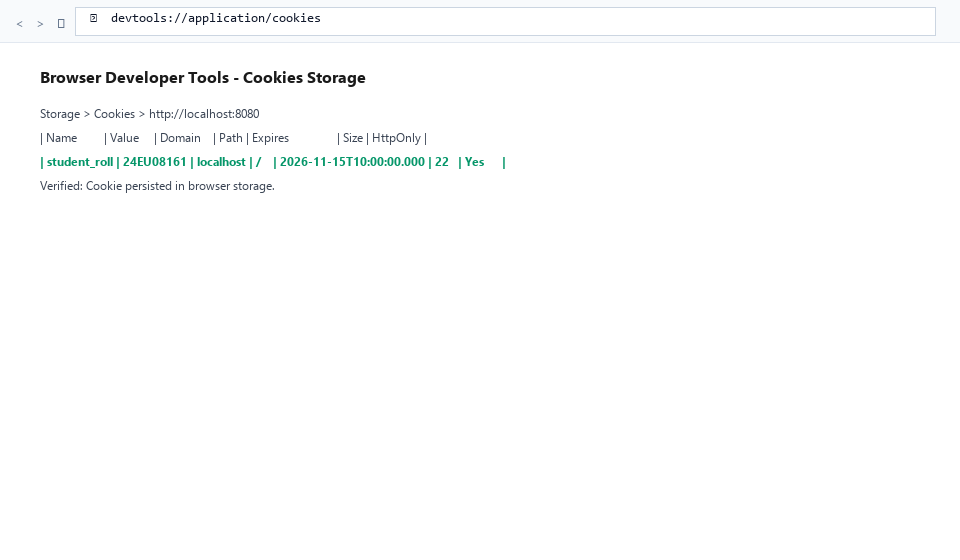 < >
devtools://application/cookies
Browser Developer Tools - Cookies Storage
Storage > Cookies > http://localhost:8080
| Name | Value | Domain | Path | Expires | Size | HttpOnly |
| student_roll | 24EU08161 | localhost | / | 2026-11-15T10:00:00.000 | 22 | Yes |
Verified: Cookie persisted in browser storage.